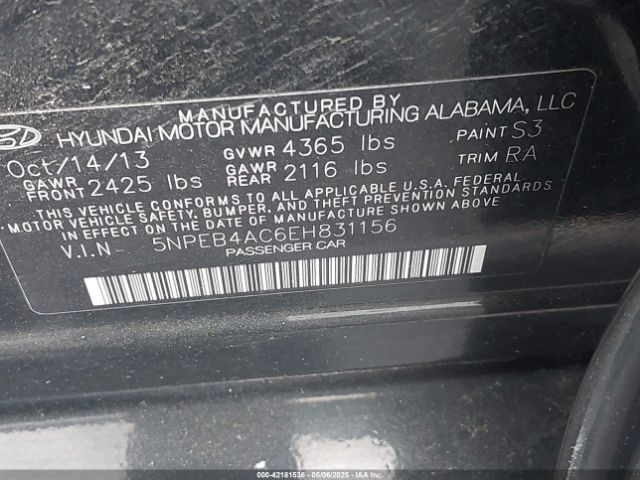 MANUFACTURED BY
HYUNDAI MOTOR MANUFACTURING ALABAMA, LLC
Oct/14/13 GVWR 4365 lbs PAINT S3
GAWR FRONT 2425 lbs GAWR REAR 2116 lbs TRIM RA
THIS VEHICLE CONFORMS TO ALL APPLICABLE U.S.A. FEDERAL
MOTOR VEHICLE SAFETY, BUMPER, AND THEFT PREVENTION STANDARDS
IN EFFECT ON THE DATE OF MANUFACTURE SHOWN ABOVE.
V.I.N 5NPEB4AC6EH831156
PASSENGER CAR
000-42181536 - 05/06/2025 - IAA